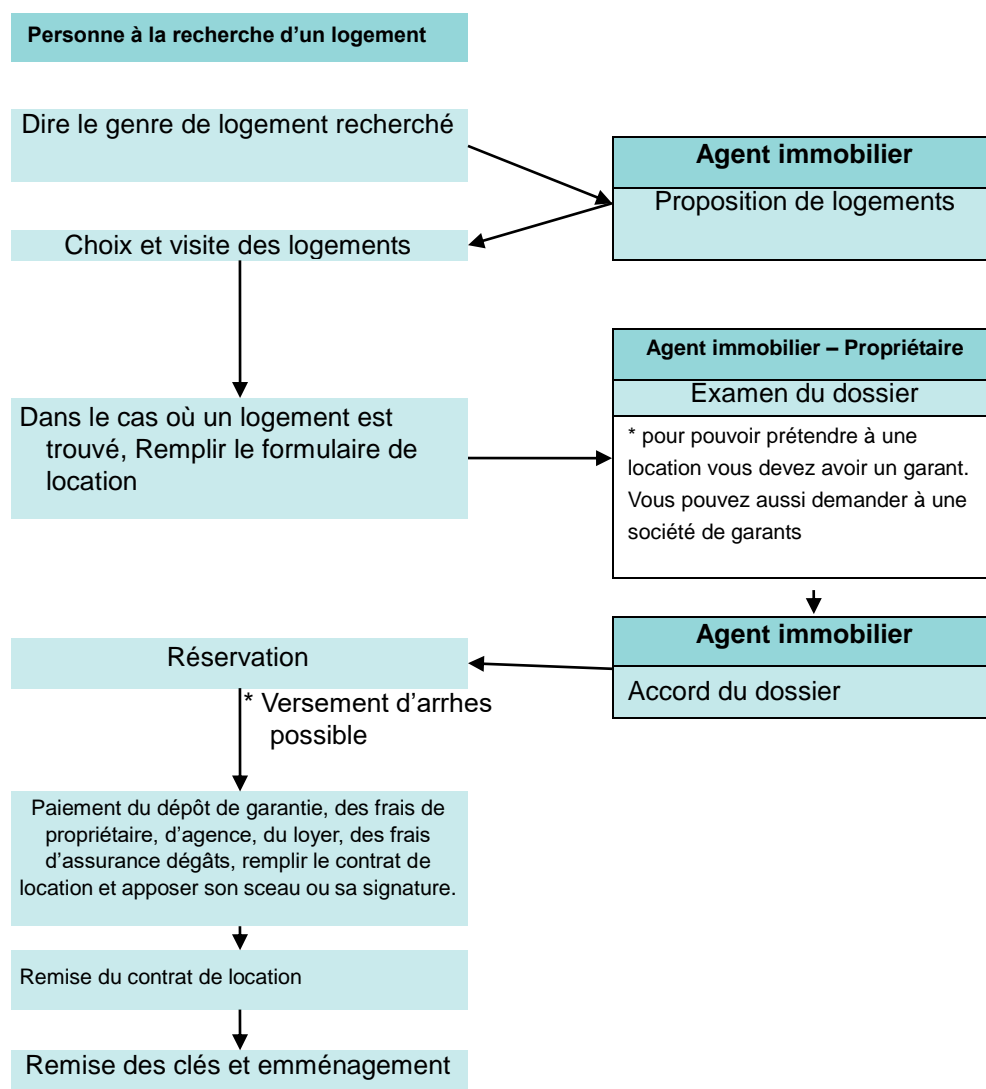 Personne à la recherche d’un logement
Dire le genre de logement recherché
Agent immobilier
Proposition de logements
Choix et visite des logements
Agent immobilier – Propriétaire
Examen du dossier
* pour pouvoir prétendre à une
location vous devez avoir un garant.
Vous pouvez aussi demander à une
société de garants
Dans le cas où un logement est
trouvé, Remplir le formulaire de
location
Agent immobilier
Accord du dossier
Réservation
* Versement d’arrhes
possible
Paiement du dépôt de garantie, des frais de
propriétaire, d’agence, du loyer, des frais
d’assurance dégâts, remplir le contrat de
location et apposer son sceau ou sa signature.
Remise du contrat de location
Remise des clés et emménagement